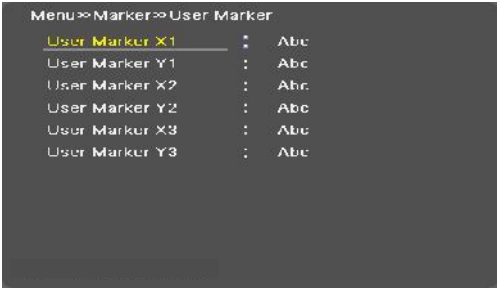 Menu»Marker»User Marker
User Marker X1 : Abc
User Marker Y1 : Abc
User Marker X2 : Abc
User Marker Y2 : Abc
User Marker X3 : Abc
User Marker Y3 : Abc